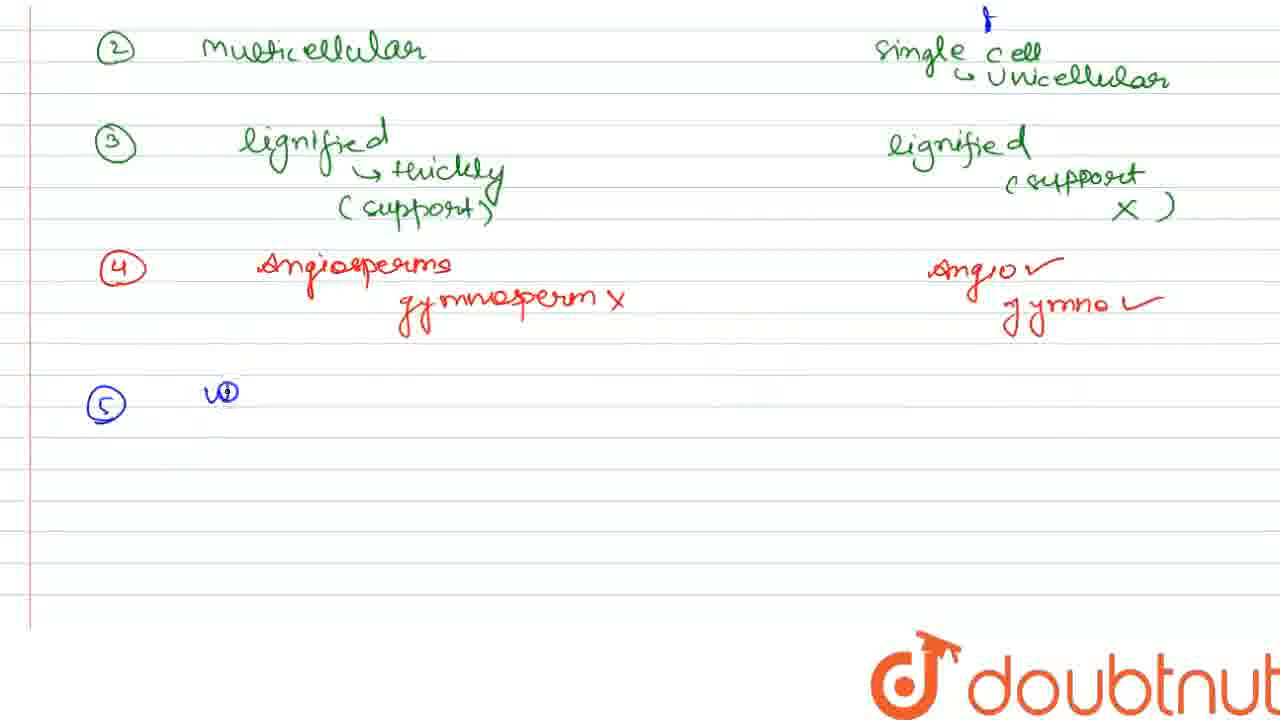 2 Multicellular single cell
↳ Unicellular
3 lignified lignified
↳ thickly (support
(support) x )
4 Angiosperms Angio ✓
gymnosperm x gymno ✓
5
doubtnut